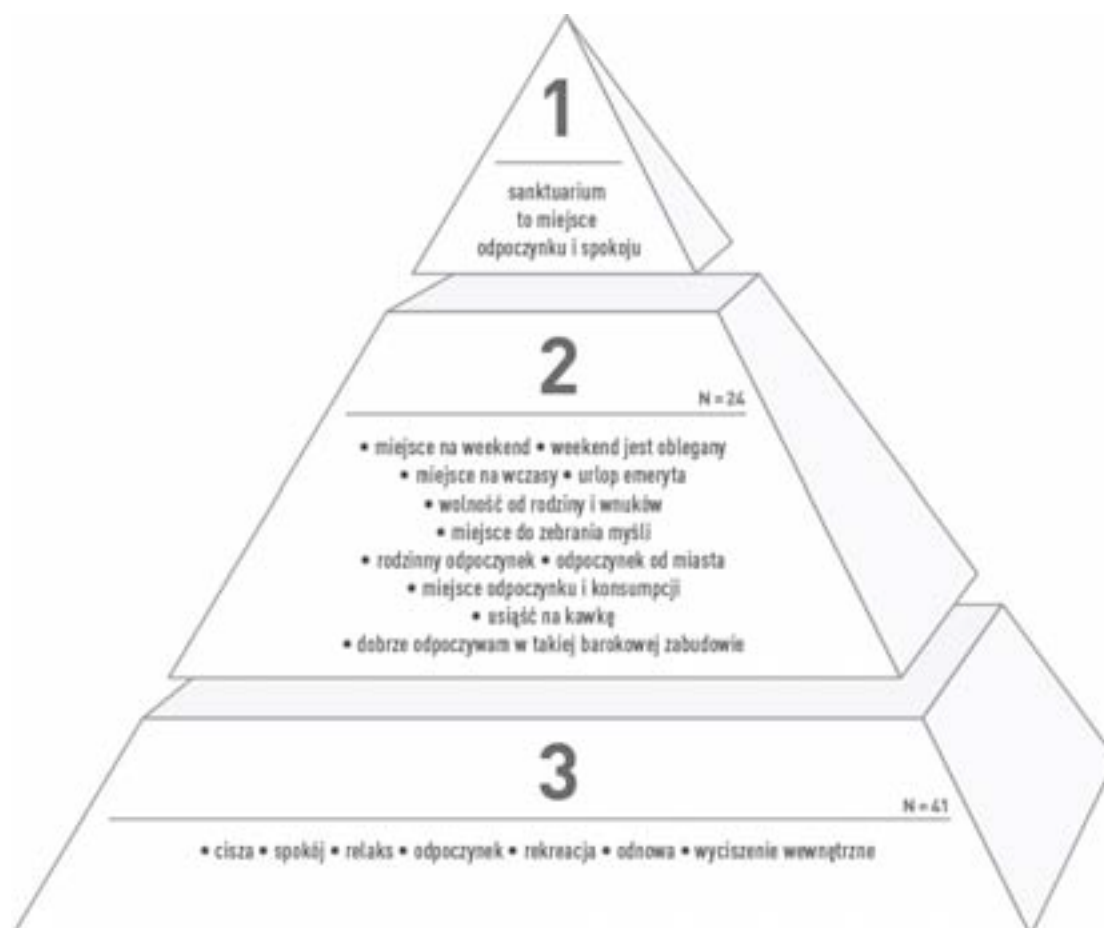 1
sanktuarium
to miejsce
odpoczynku i spokoju
2
N = 24
• miejsce na weekend • weekend jest oblegany
• miejsce na wczasy • urlop emeryta
• wolność od rodziny i wnuków
• miejsce do zebrania myśli
• rodzinny odpoczynek • odpoczynek od miasta
• miejsce odpoczynku i konsumpcji
• usiąść na kawkę
• dobrze odpoczywam w takiej barokowej zabudowie
3
N = 41
• cisza • spokój • relaks • odpoczynek • rekreacja • odnowa • wyciszenie wewnętrzne